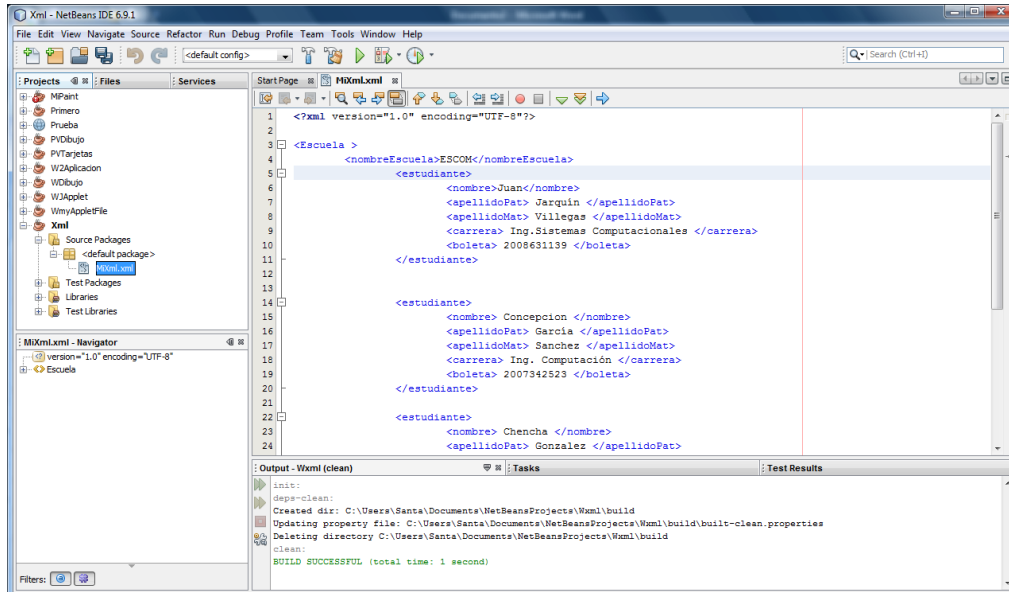 Xml - NetBeans IDE 6.9.1
File Edit View Navigate Source Refactor Run Debug Profile Team Tools Window Help
<default config>
Search (Ctrl+I)
Projects Files Services
MiPaint
Primero
Prueba
PVDibujo
PVTarjetas
W2Aplicacion
WDibujo
WJApplet
WmyAppletFile
Xml
Source Packages
<default package>
MiXml.xml
Test Packages
Libraries
Test Libraries
MiXml.xml - Navigator
version="1.0" encoding="UTF-8"
Escuela
Filters:
Start Page MiXml.xml
1 <?xml version="1.0" encoding="UTF-8"?>
2
3 <Escuela >
4 <nombreEscuela>ESCOM</nombreEscuela>
5 <estudiante>
6 <nombre>Juan</nombre>
7 <apellidoPat> Jarquín </apellidoPat>
8 <apellidoMat> Villegas </apellidoMat>
9 <carrera> Ing.Sistemas Computacionales </carrera>
10 <boleta> 2008631139 </boleta>
11 </estudiante>
12
13
14 <estudiante>
15 <nombre> Concepcion </nombre>
16 <apellidoPat> García </apellidoPat>
17 <apellidoMat> Sanchez </apellidoMat>
18 <carrera> Ing. Computación </carrera>
19 <boleta> 2007342523 </boleta>
20 </estudiante>
21
22 <estudiante>
23 <nombre> Chencha </nombre>
24 <apellidoPat> Gonzalez </apellidoPat>
Output - Wxml (clean) Tasks Test Results
init:
deps-clean:
Created dir: C:\Users\Santa\Documents\NetBeansProjects\Wxml\build
Updating property file: C:\Users\Santa\Documents\NetBeansProjects\Wxml\build\built-clean.properties
Deleting directory C:\Users\Santa\Documents\NetBeansProjects\Wxml\build
clean:
BUILD SUCCESSFUL (total time: 1 second)